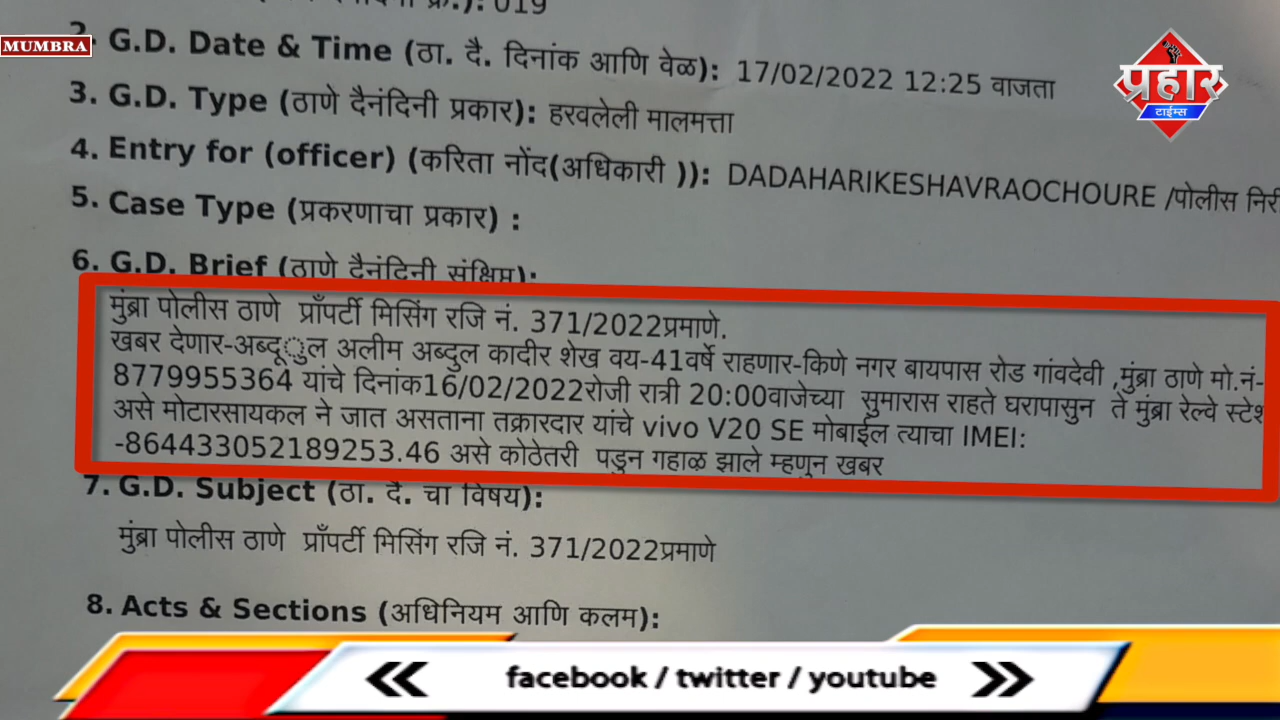 MUMBRA
प्रहार
टाईम्स
019
2. G.D. Date & Time (ठा. दै. दिनांक आणि वेळ): 17/02/2022 12:25 वाजता
3. G.D. Type (ठाणे दैनंदिनी प्रकार): हरवलेली मालमत्ता
4. Entry for (officer) (करिता नोंद(अधिकारी )): DADAHARIKESHAVRAOCHOURE /पोलीस
5. Case Type (प्रकरणाचा प्रकार) :
6. G.D. Brief (ठाणे दैनंदिनी संक्षिप्त):
मुंब्रा पोलीस ठाणे प्रॉंपर्टी मिसिंग रजि नं. 371/2022प्रमाणे.
खबर देणार-अब्दूुल अलीम अब्दुल कादीर शेख वय-41वर्षे राहणार-किणे नगर बायपास रोड गांवदेवी ,मुंब्रा ठाणे मो.नं-
8779955364 यांचे दिनांक16/02/2022रोजी रात्री 20:00वाजेच्या सुमारास राहते घरापासुन ते मुंब्रा रेल्वे
असे मोटारसायकल ने जात असताना तक्रारदार यांचे vivo V20 SE मोबाईल त्याचा IMEI:
-864433052189253.46 असे कोठेतरी पडुन गहाळ झाले म्हणुन खबर
7. G.D. Subject (ठा. दै. चा विषय):
मुंब्रा पोलीस ठाणे प्रॉंपर्टी मिसिंग रजि नं. 371/2022प्रमाणे
8. Acts & Sections (अधिनियम आणि कलम):
facebook / twitter / youtube